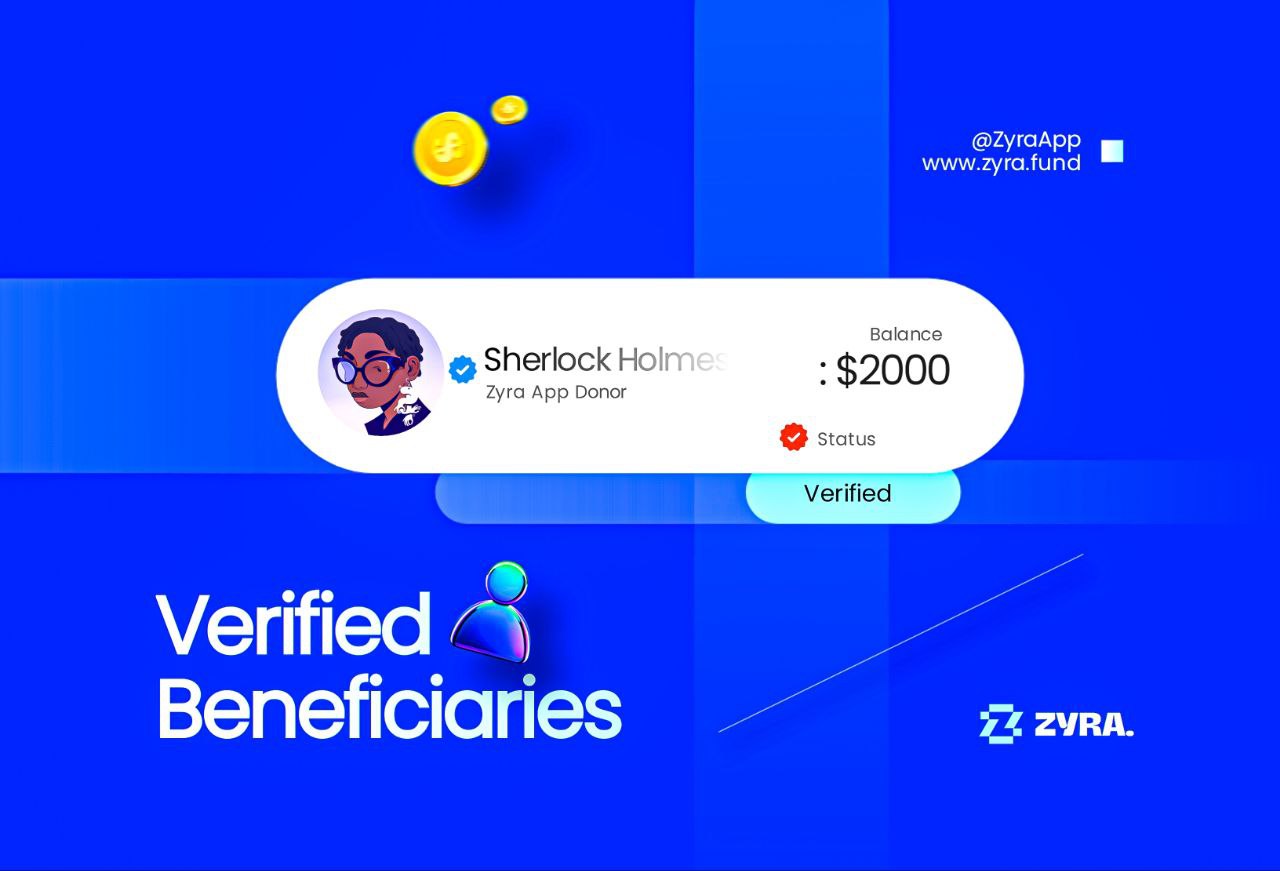 @ZyraApp
www.zyra.fund
Sherlock Holmes
Zyra App Donor
Balance
: $2000
Status
Verified
Verified
Beneficiaries
ZYRA.